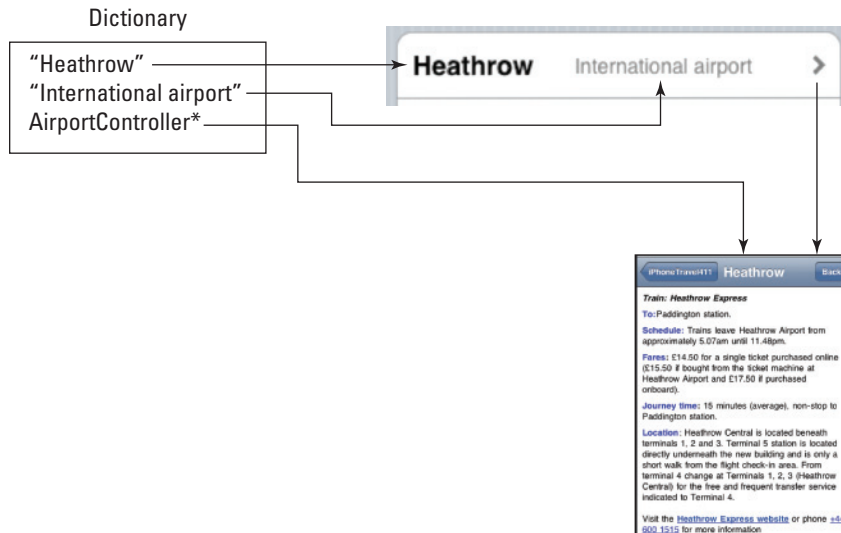 Dictionary
“Heathrow”
“International airport”
AirportController*
Heathrow International airport
iPhoneTravel411 Heathrow Back
Train: Heathrow Express
To:Paddington station.
Schedule: Trains leave Heathrow Airport from
approximately 5.07am until 11.48pm.
Fares: £14.50 for a single ticket purchased online
(£15.50 if bought from the ticket machine at
Heathrow Airport and £17.50 if purchased
onboard).
Journey time: 15 minutes (average), non-stop to
Paddington station.
Location: Heathrow Central is located beneath
terminals 1, 2 and 3. Terminal 5 station is located
directly underneath the new building and is only a
short walk from the flight check-in area. From
terminal 4 change at Terminals 1, 2, 3 (Heathrow
Central) for the free and frequent transfer service
indicated to Terminal 4.
Visit the Heathrow Express website or phone
600 1515 for more information